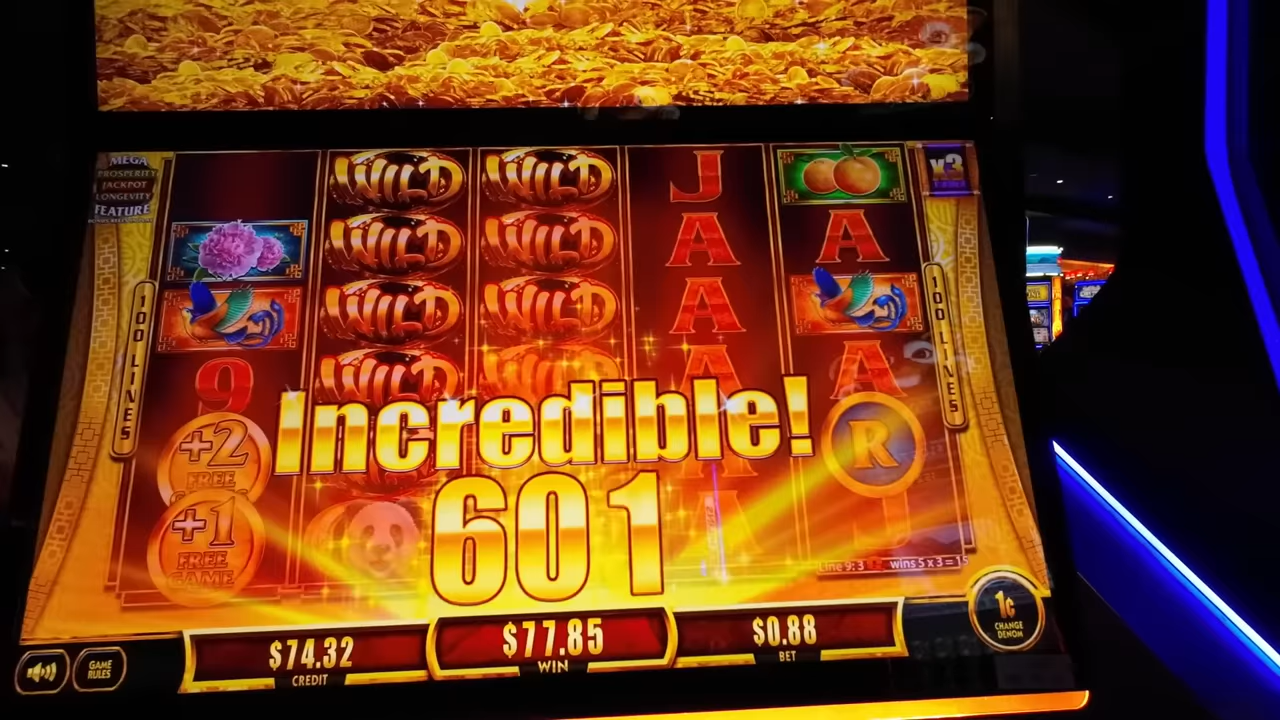 MEGA
PROSPERITY
JACKPOT
LONGEVITY
FEATURE
WILD WILD J
x3
WILD WILD A A
WILD WILD A
9 WILD A A
100 LINES
100 LINES
+2
FREE
R
Incredible!
601
+1
FREE
GAME
Line 9: 3 wins 5 x 3 = 15
$74.32
CREDIT
$77.85
WIN
$0.88
BET
1¢
CHANGE
DENOM
GAME
RULES